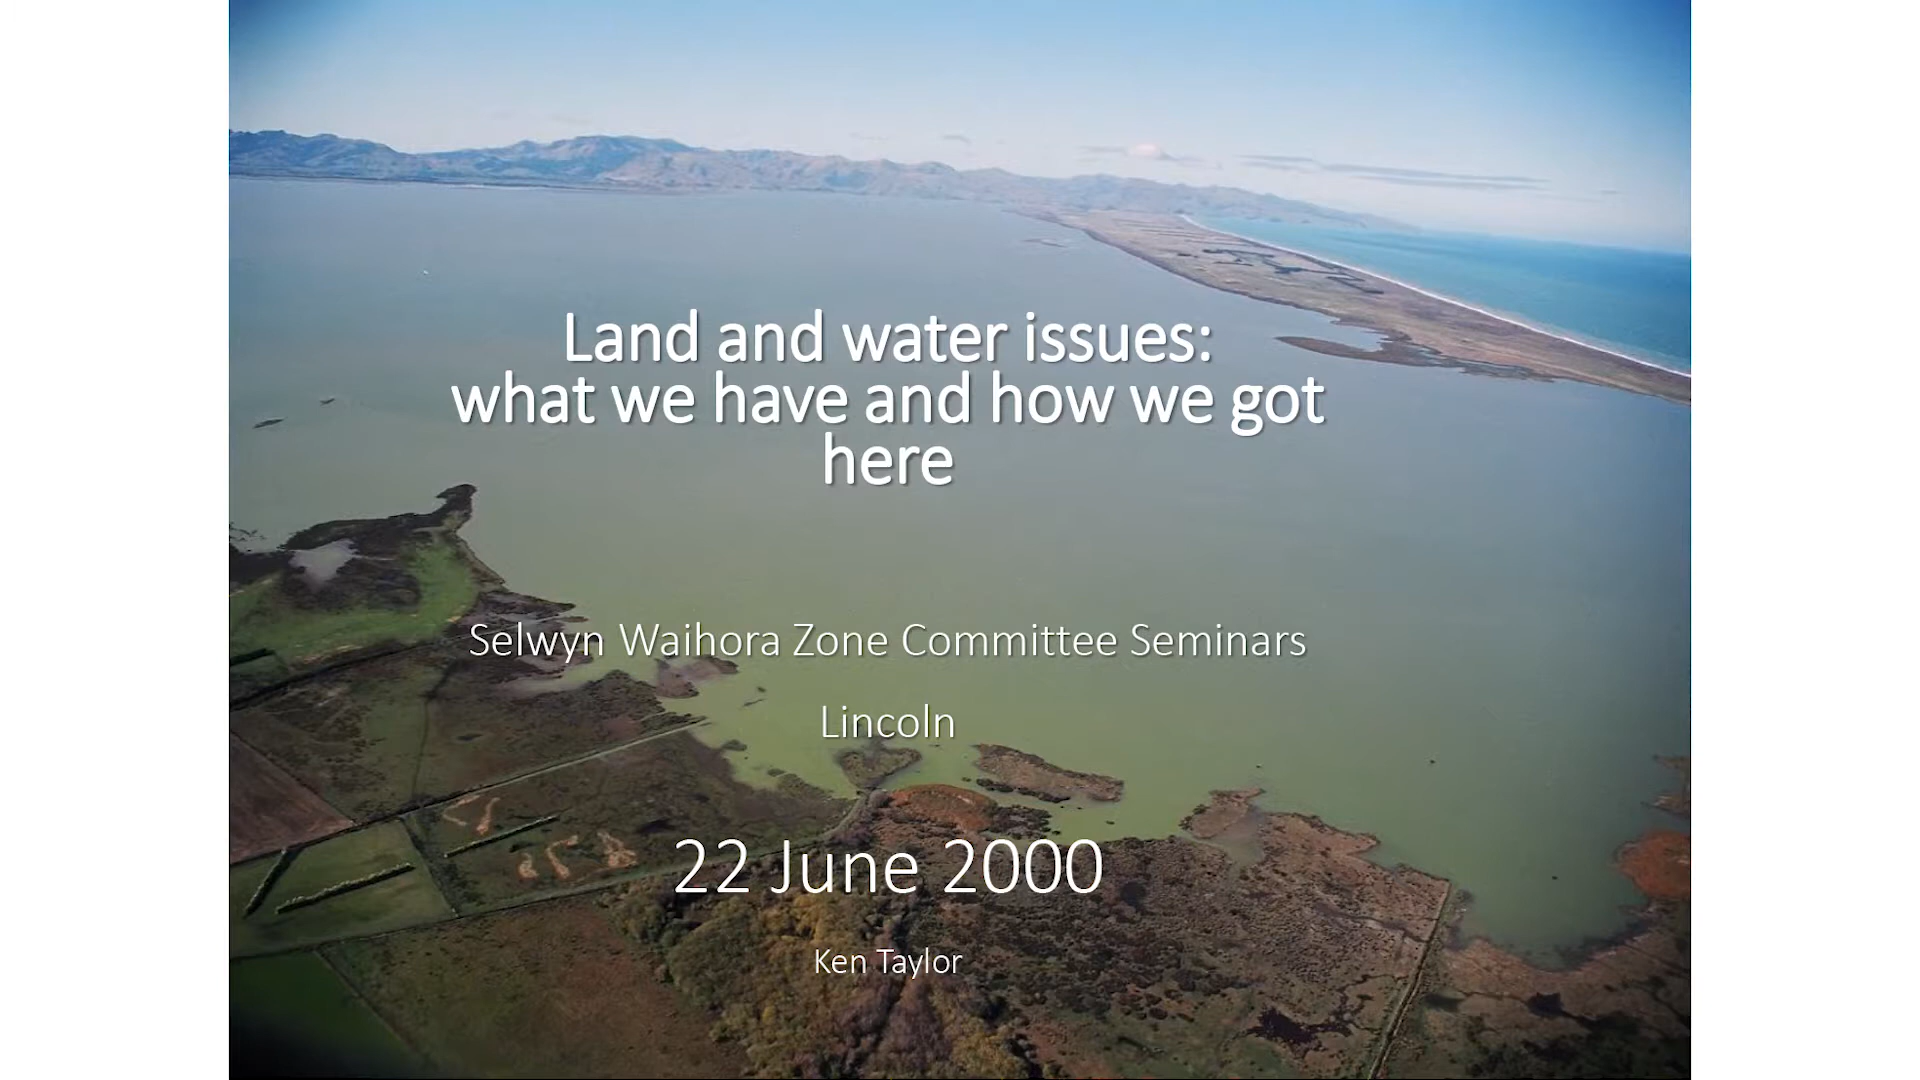 Land and water issues:
what we have and how we got
here
Selwyn Waihora Zone Committee Seminars
Lincoln
22 June 2000
Ken Taylor